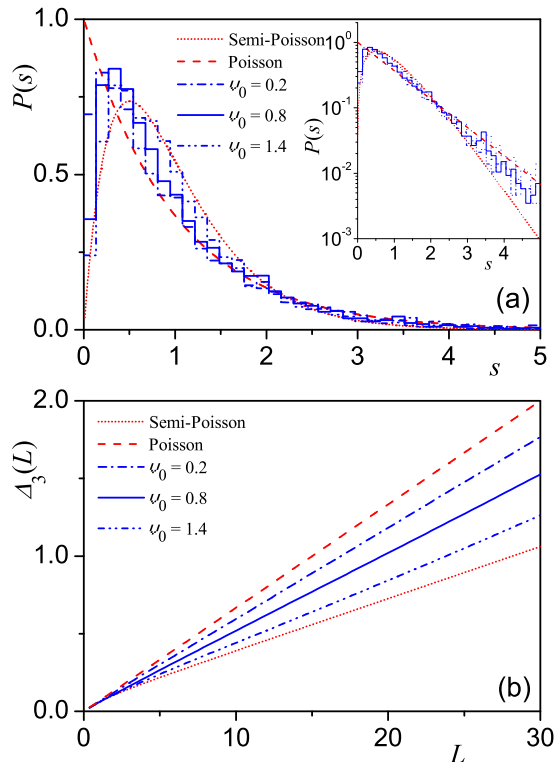 (a)
P(s)
1.0
0.5
0.0
0 1 2 3 4 5
s
Semi-Poisson
Poisson
υ0 = 0.2
υ0 = 0.8
υ0 = 1.4
P(s)
10^0
10^-1
10^-2
10^-3
0 1 2 3 4
s
(b)
Δ3(L)
2.0
1.0
0.0
0 10 20 30
L
Semi-Poisson
Poisson
υ0 = 0.2
υ0 = 0.8
υ0 = 1.4